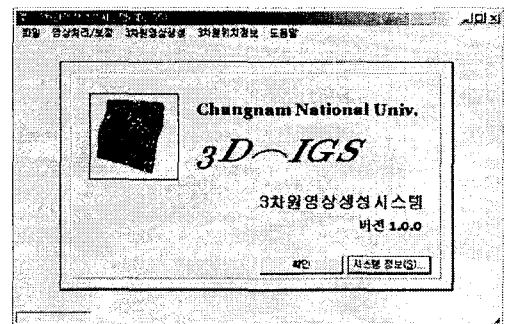 파일 영상처리/보정 3차원영상생성 3차원위치정보 도움말
Chungnam National Univ.
3D IGS
3차원영상생성시스템
버전 1.0.0
확인 시스템 정보(S)...